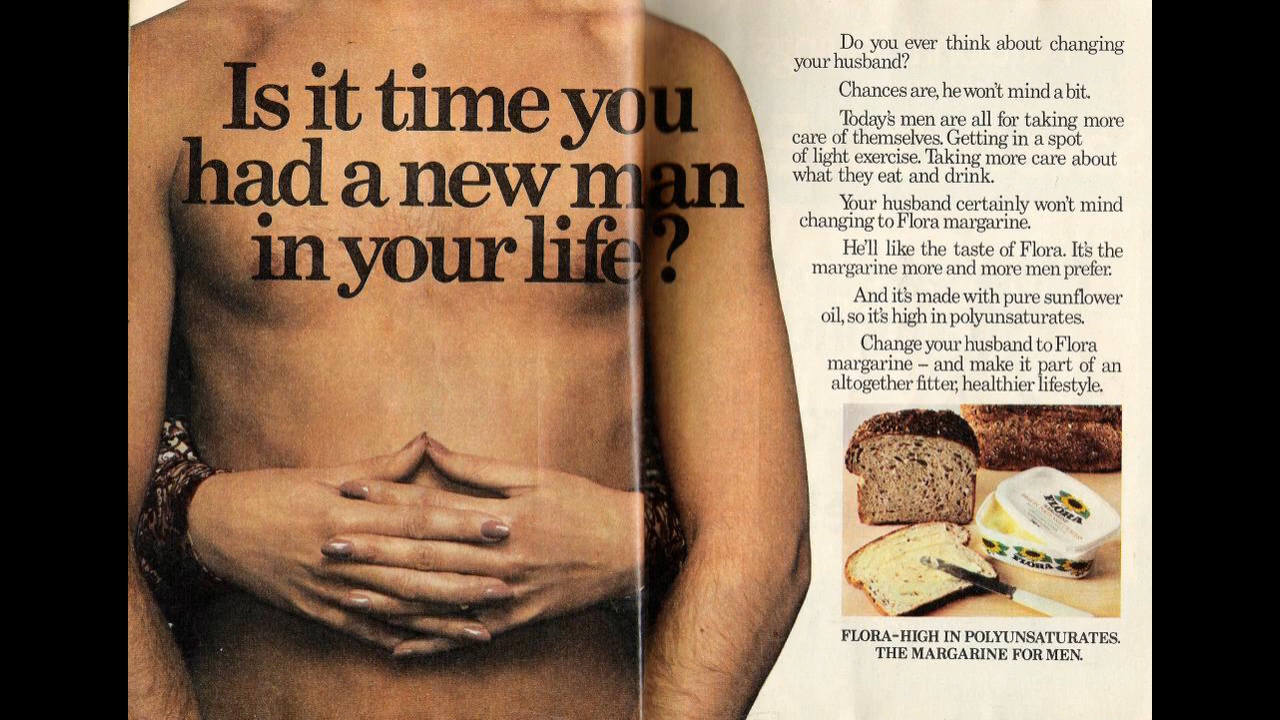 Is it time you
had a new man
in your life?
Do you ever think about changing
your husband?
Chances are, he won't mind a bit.
Today's men are all for taking more
care of themselves. Getting in a spot
of light exercise. Taking more care about
what they eat and drink.
Your husband certainly won't mind
changing to Flora margarine.
He'll like the taste of Flora. It's the
margarine more and more men prefer.
And it's made with pure sunflower
oil, so it's high in polyunsaturates.
Change your husband to Flora
margarine – and make it part of an
altogether fitter, healthier lifestyle.
FLORA
FLORA
FLORA-HIGH IN POLYUNSATURATES.
THE MARGARINE FOR MEN.